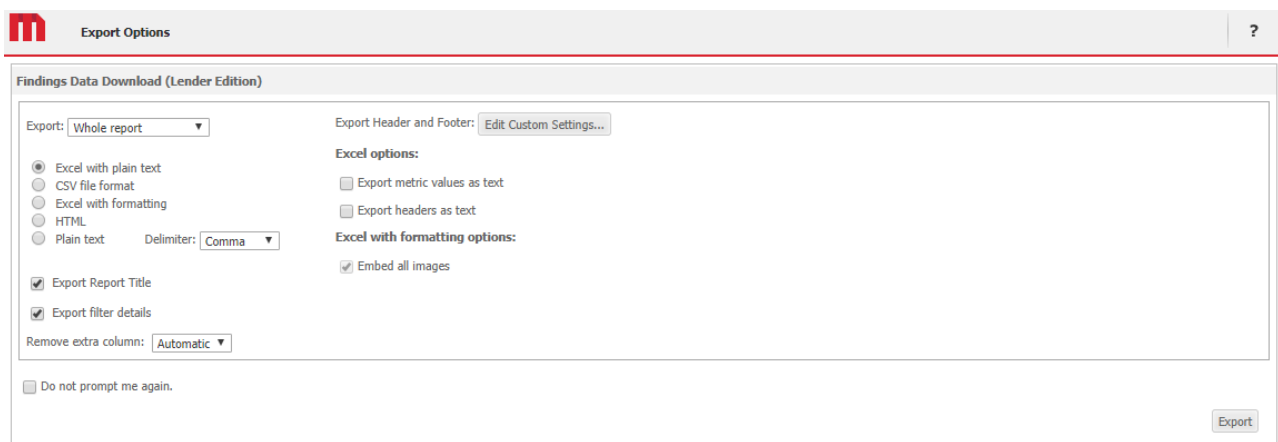 Export Options
?
Findings Data Download (Lender Edition)
Export: Whole report
Excel with plain text
CSV file format
Excel with formatting
HTML
Plain text Delimiter: Comma
Export Report Title
Export filter details
Remove extra column: Automatic
Export Header and Footer: Edit Custom Settings...
Excel options:
Export metric values as text
Export headers as text
Excel with formatting options:
Embed all images
Do not prompt me again.
Export